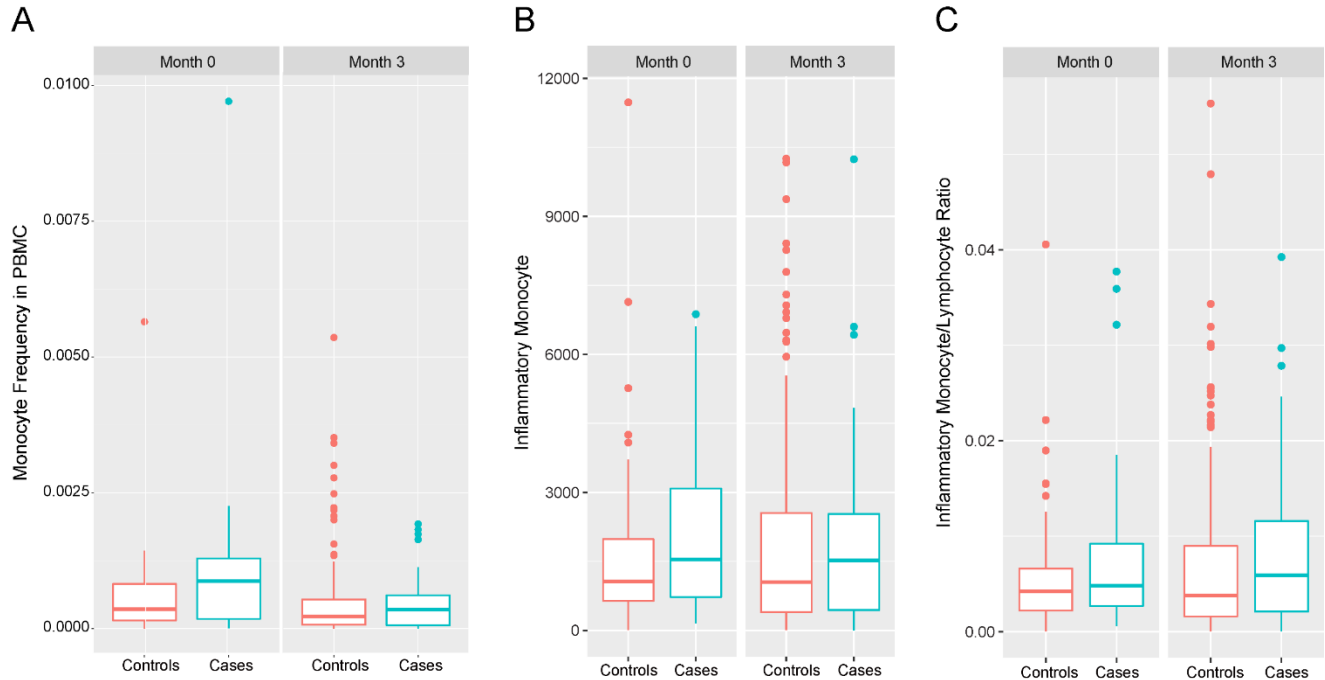 A
Month 0
Month 3
Monocyte Frequency in PBMC
0.0100
0.0075
0.0050
0.0025
0.0000
Controls
Cases
Controls
Cases
B
Month 0
Month 3
Inflammatory Monocyte
12000
9000
6000
3000
0
Controls
Cases
Controls
Cases
C
Month 0
Month 3
Inflammatory Monocyte/Lymphocyte Ratio
0.04
0.02
0.00
Controls
Cases
Controls
Cases